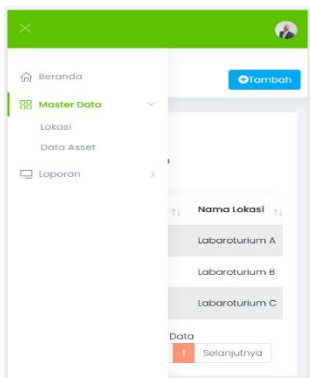 Beranda
Tambah
Master Data
Lokasi
Data Asset
Laporan
Nama Lokasi
Labaroturium A
Labaroturium B
Labaroturium C
Data
1 Selanjutnya